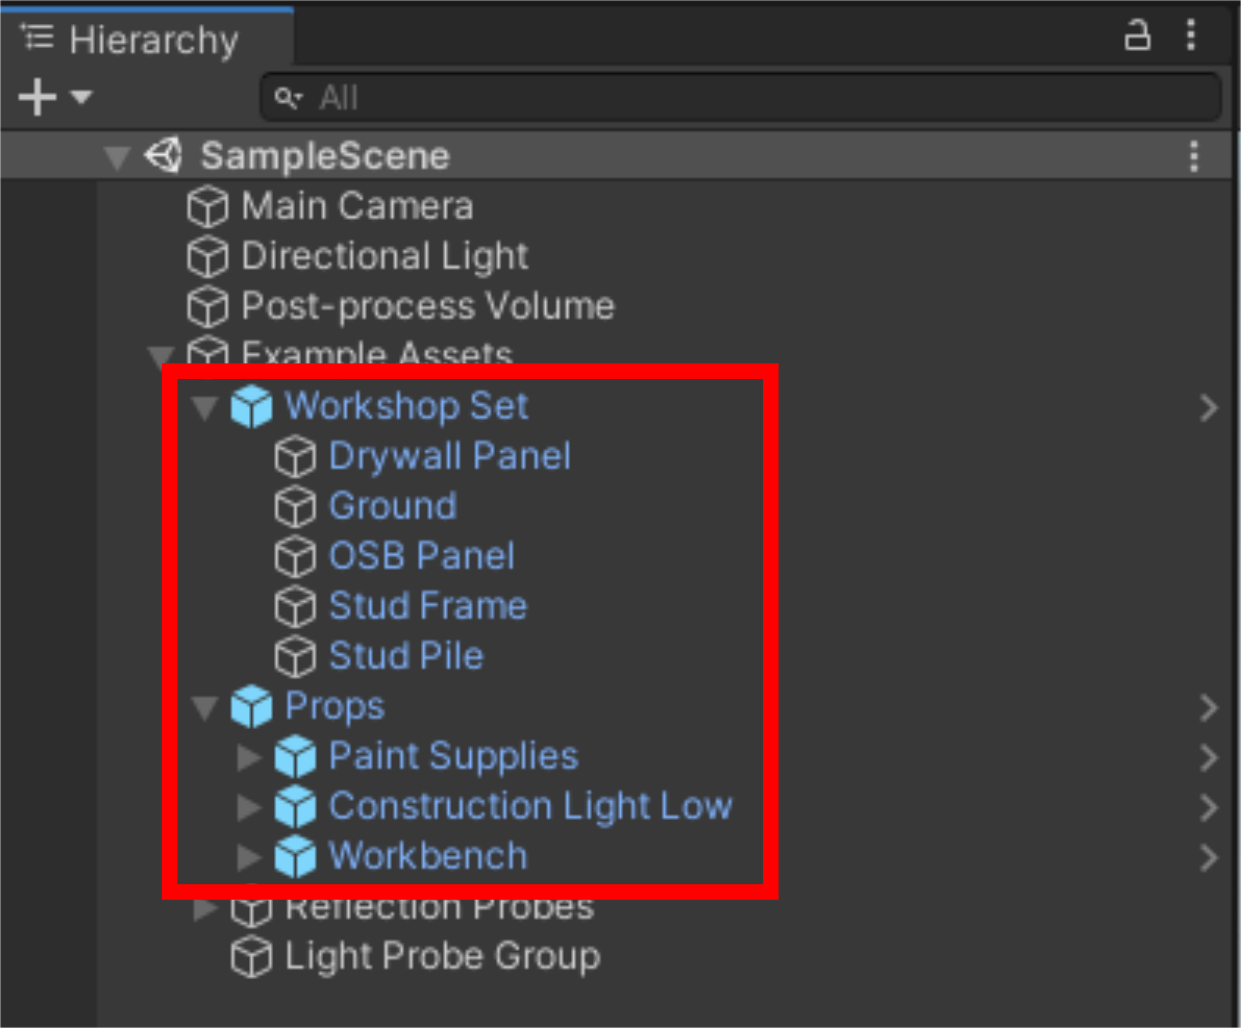 Hierarchy
All
SampleScene
Main Camera
Directional Light
Post-process Volume
Example Assets
Workshop Set
Drywall Panel
Ground
OSB Panel
Stud Frame
Stud Pile
Props
Paint Supplies
Construction Light Low
Workbench
Reflection Probes
Light Probe Group